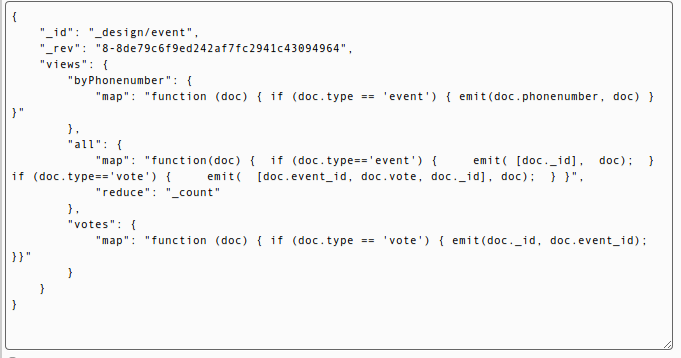 {
    "_id": "_design/event",
    "_rev": "8-8de79c6f9ed242af7fc2941c43094964",
    "views": {
        "byPhonenumber": {
            "map": "function (doc) { if (doc.type == 'event') { emit(doc.phonenumber, doc) }
}"
        },
        "all": {
            "map": "function(doc) {  if (doc.type=='event') {     emit( [doc._id],  doc);  }
if (doc.type=='vote') {     emit(  [doc.event_id, doc.vote, doc._id], doc);  } }",
            "reduce": "_count"
        },
        "votes": {
            "map": "function (doc) { if (doc.type == 'vote') { emit(doc._id, doc.event_id);
}}"
        }
    }
}